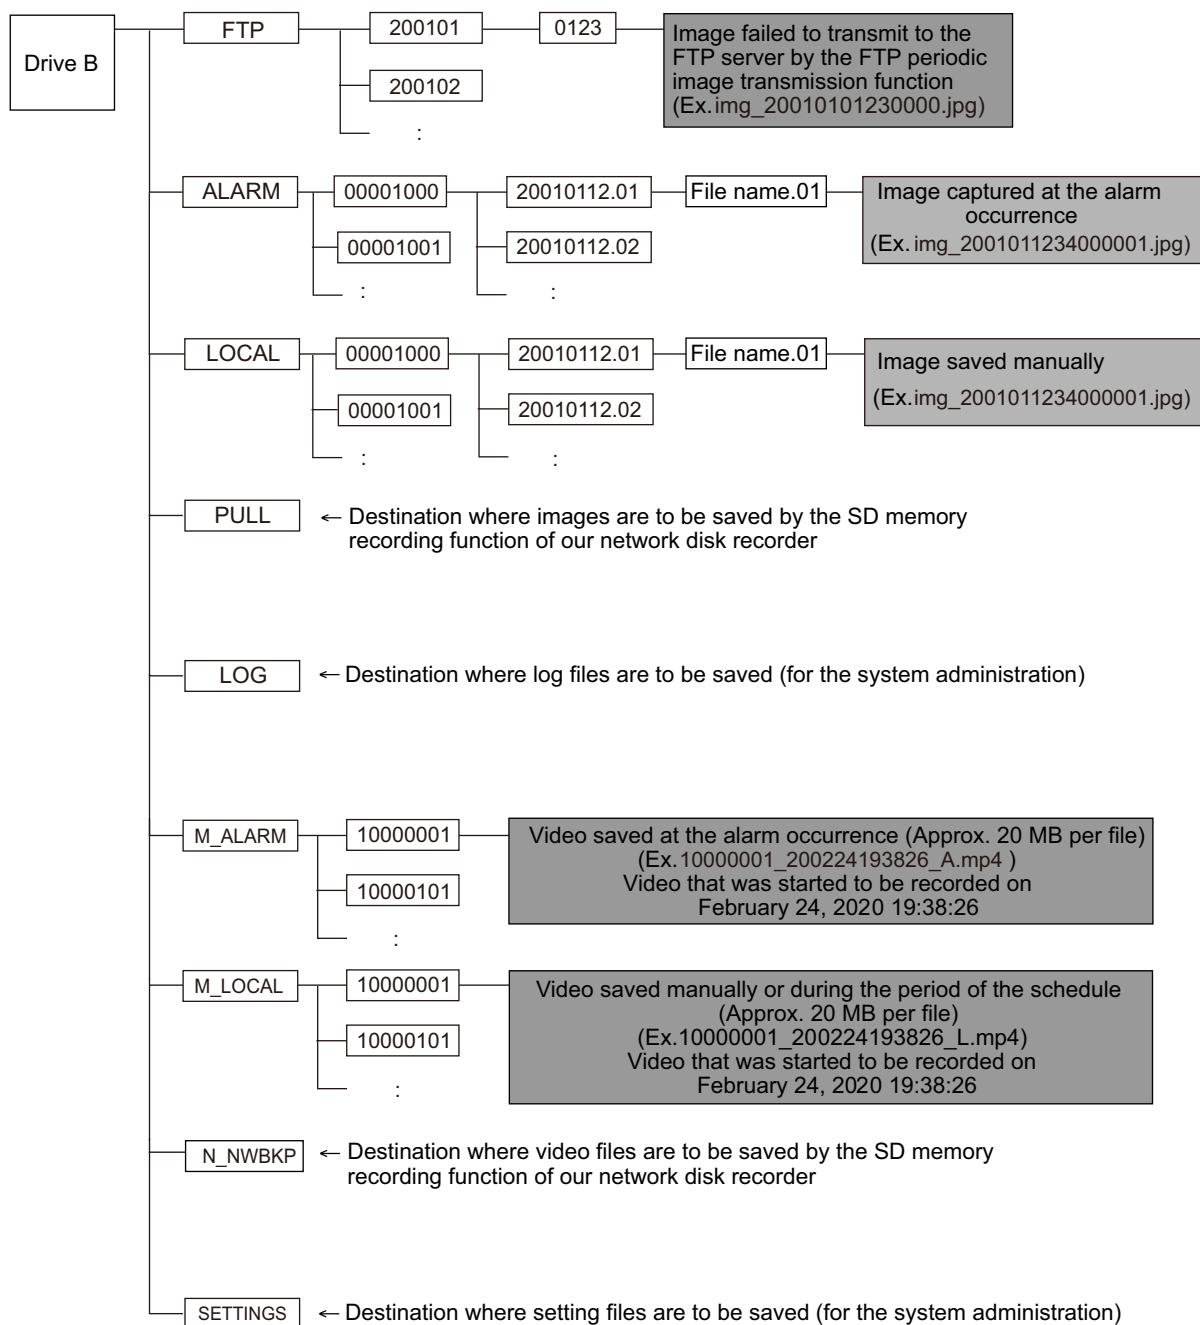 Drive B
FTP
200101
0123
Image failed to transmit to the
FTP server by the FTP periodic
image transmission function
(Ex.img_20010101230000.jpg)
200102
:
ALARM
00001000
20010112.01
File name.01
Image captured at the alarm
occurrence
(Ex. img_2001011234000001.jpg)
00001001
20010112.02
:
:
LOCAL
00001000
20010112.01
File name.01
Image saved manually
(Ex.img_2001011234000001.jpg)
00001001
20010112.02
:
:
PULL
← Destination where images are to be saved by the SD memory
recording function of our network disk recorder
LOG
← Destination where log files are to be saved (for the system administration)
M_ALARM
10000001
Video saved at the alarm occurrence (Approx. 20 MB per file)
(Ex.10000001_200224193826_A.mp4 )
Video that was started to be recorded on
February 24, 2020 19:38:26
10000101
:
M_LOCAL
10000001
Video saved manually or during the period of the schedule
(Approx. 20 MB per file)
(Ex.10000001_200224193826_L.mp4)
Video that was started to be recorded on
February 24, 2020 19:38:26
10000101
:
N_NWBKP
← Destination where video files are to be saved by the SD memory
recording function of our network disk recorder
SETTINGS
← Destination where setting files are to be saved (for the system administration)